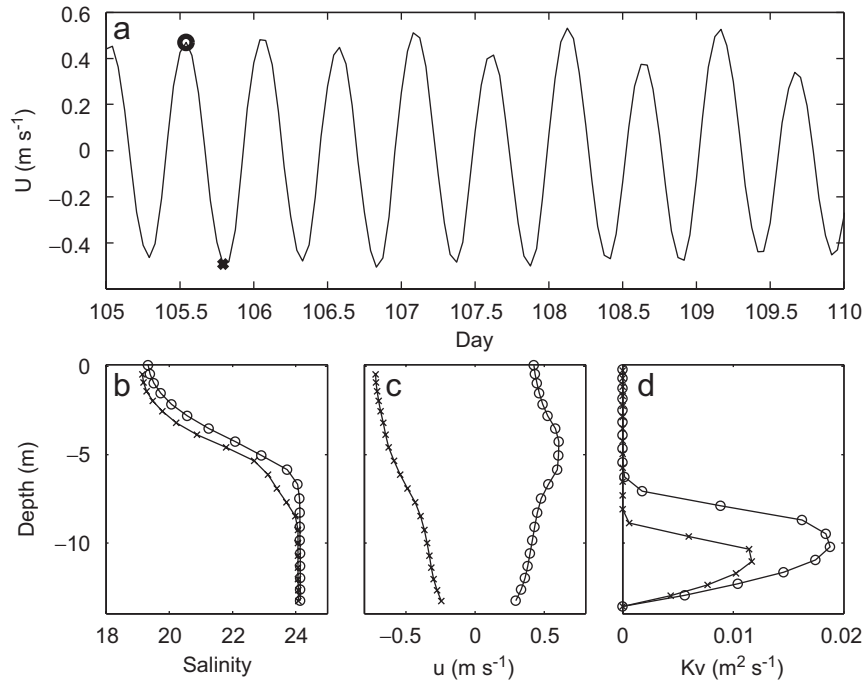 a
0.6
0.4
0.2
0
−0.2
−0.4
U (m s-1)
105 105.5 106 106.5 107 107.5 108 108.5 109 109.5 110
Day
b
c
d
0
−5
−10
Depth (m)
18 20 22 24
Salinity
−0.5 0 0.5
u (m s-1)
0 0.01 0.02
Kv (m2 s-1)